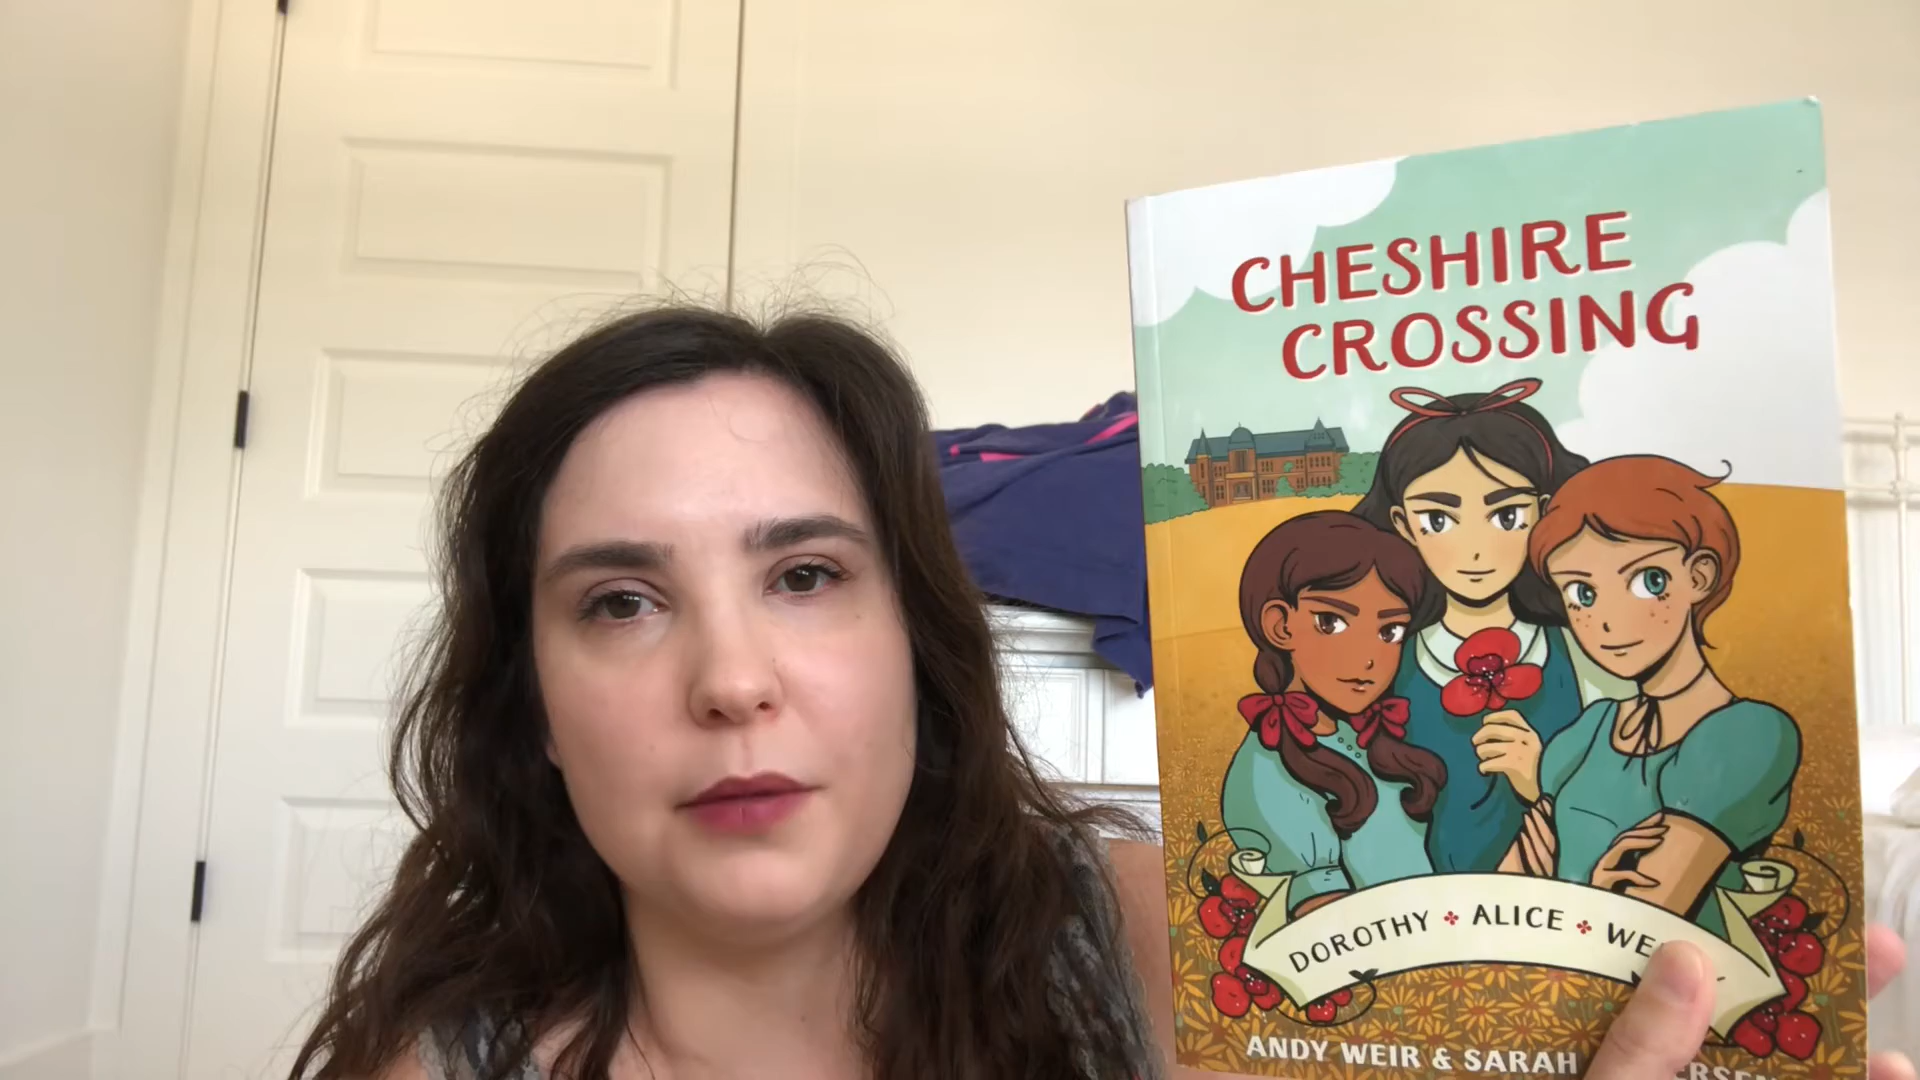 CHESHIRE
CROSSING
DOROTHY ALICE
ANDY WEIR & SARAH